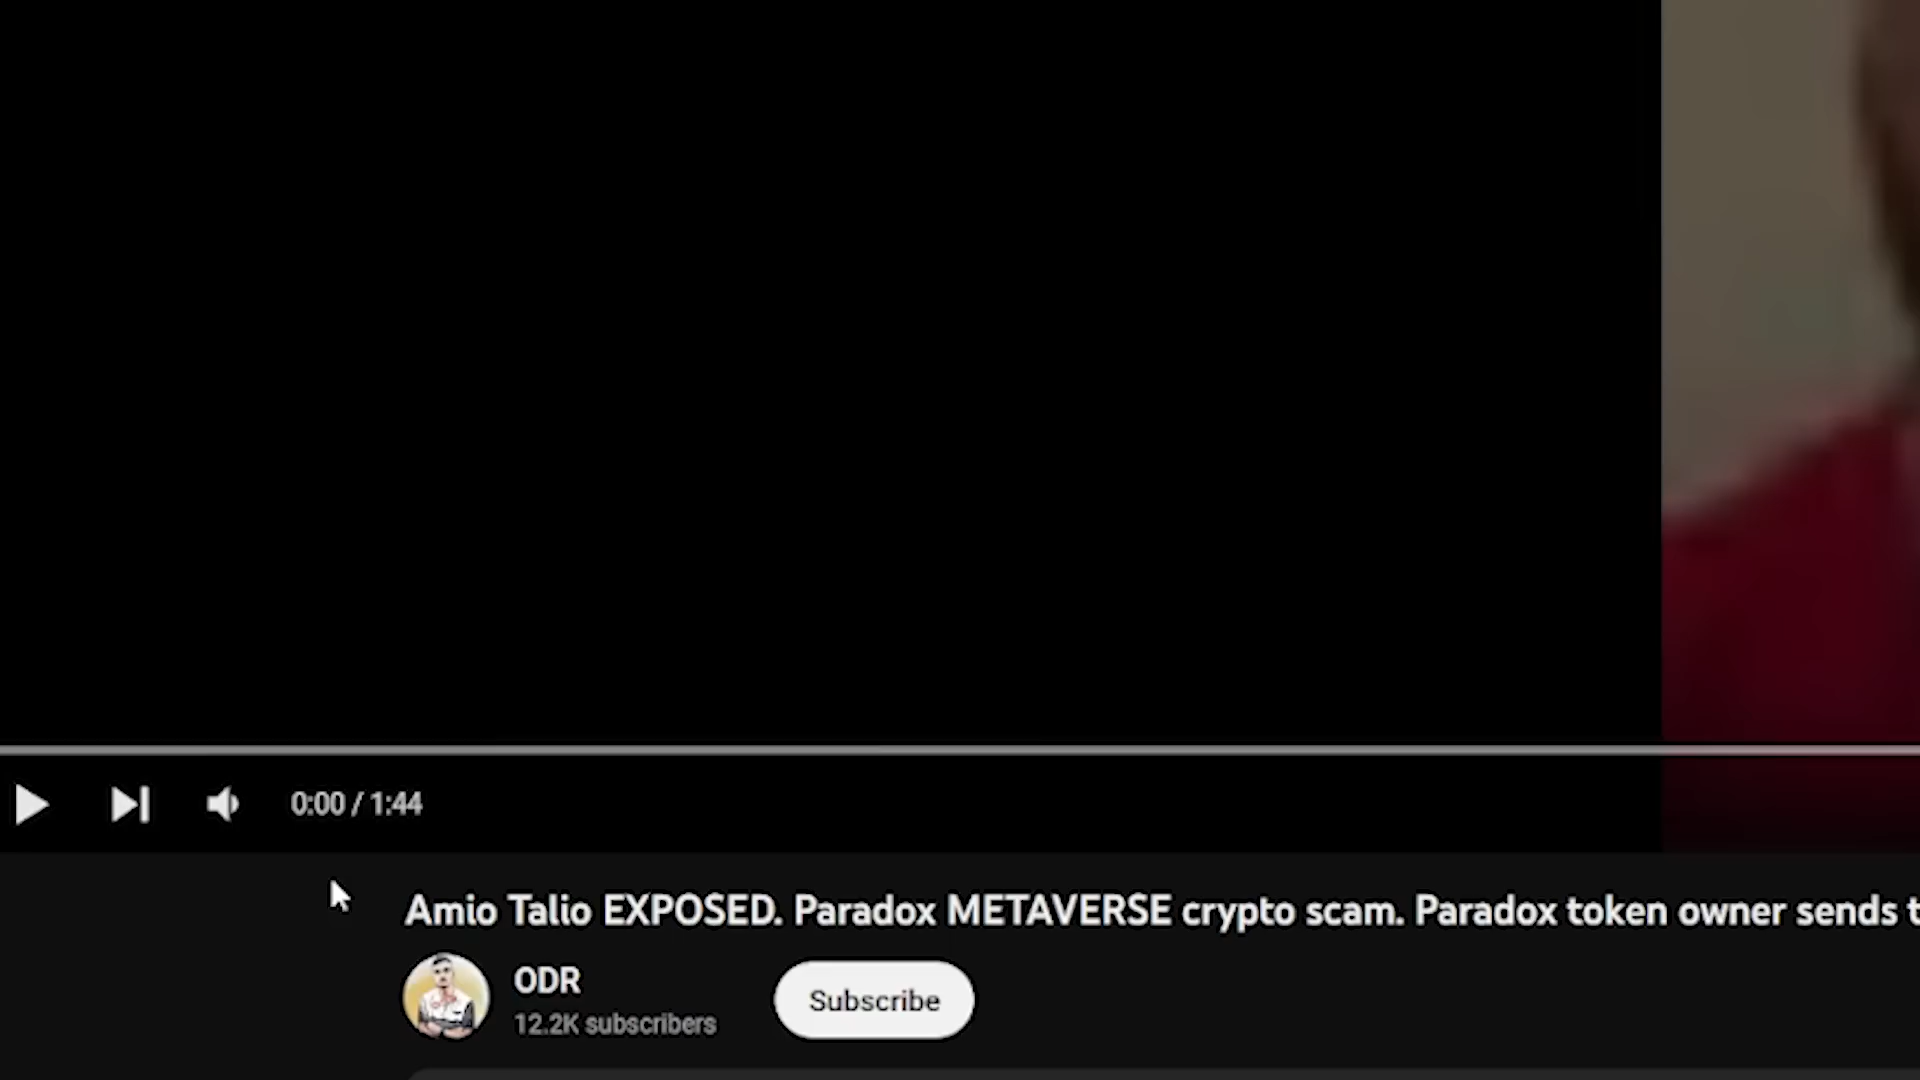 0:00 / 1:44
Amio Talio EXPOSED. Paradox METAVERSE crypto scam. Paradox token owner sends t
ODR
12.2K subscribers
Subscribe